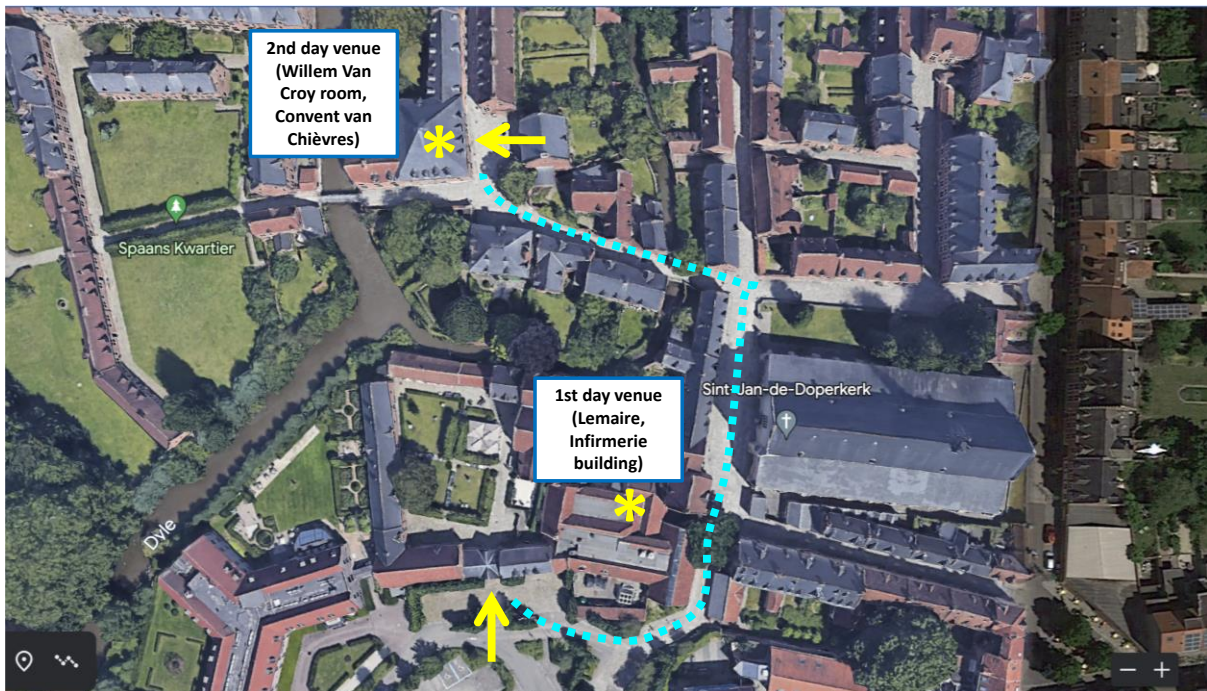 2nd day venue
(Willem Van
Croy room,
Convent van
Chièvres)
Spaans Kwartier
1st day venue
(Lemaire,
Infirmerie
building)
Sint-Jan-de-Doperkerk
Dyle